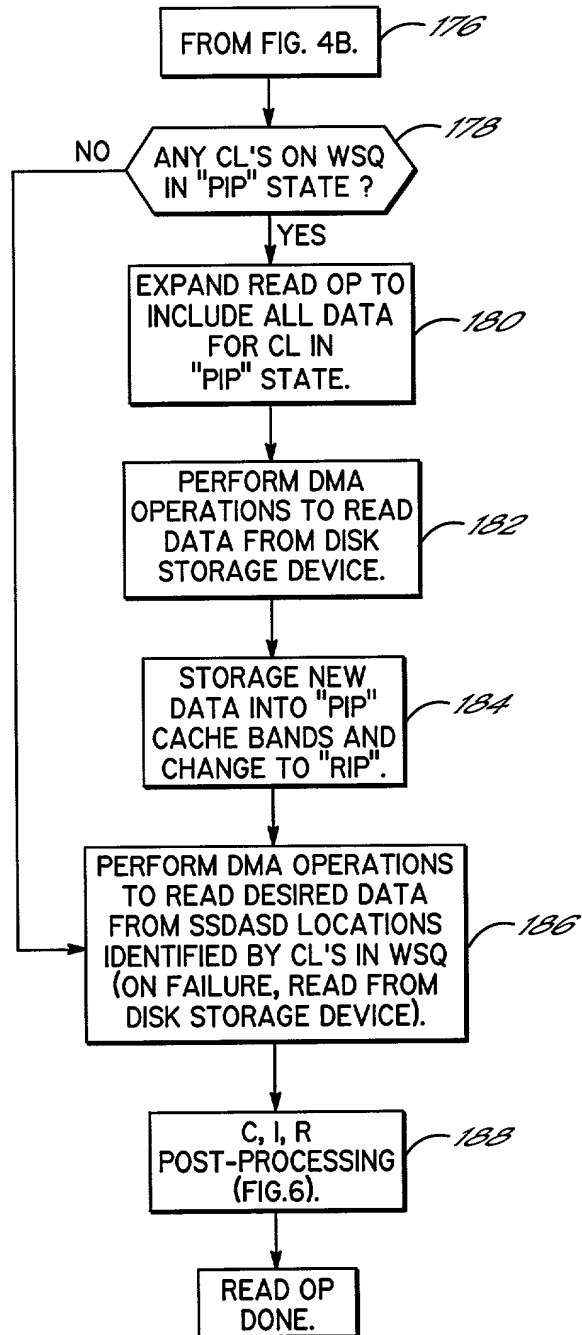 FROM FIG. 4B.
176
ANY CL'S ON WSQ
IN "PIP" STATE ?
178
NO
YES
EXPAND READ OP TO
INCLUDE ALL DATA
FOR CL IN
"PIP" STATE.
180
PERFORM DMA
OPERATIONS TO READ
DATA FROM DISK
STORAGE DEVICE.
182
STORAGE NEW
DATA INTO "PIP"
CACHE BANDS AND
CHANGE TO "RIP".
184
PERFORM DMA OPERATIONS
TO READ DESIRED DATA
FROM SSDASD LOCATIONS
IDENTIFIED BY CL'S IN WSQ
(ON FAILURE, READ FROM
DISK STORAGE DEVICE).
186
C, I, R
POST-PROCESSING
(FIG.6).
188
READ OP
DONE.